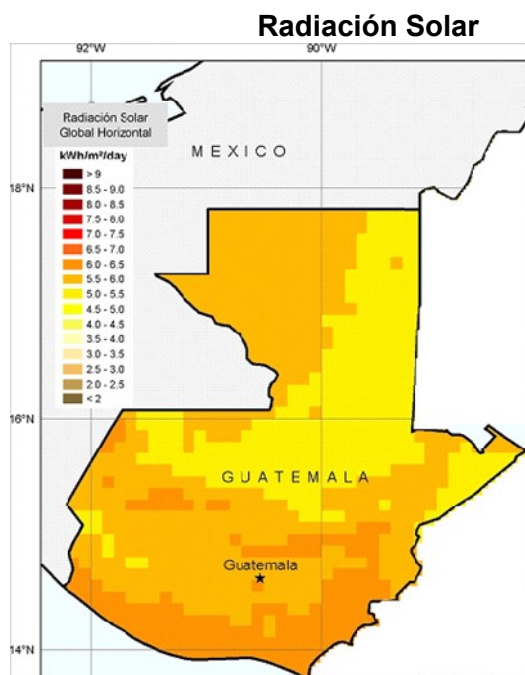 Radiación Solar
92°W
90°W
Radiación Solar
Global Horizontal
kWh/m²/day
> 9
8.5 - 9.0
8.0 - 8.5
7.5 - 8.0
7.0 - 7.5
6.5 - 7.0
6.0 - 6.5
5.5 - 6.0
5.0 - 5.5
4.5 - 5.0
4.0 - 4.5
3.5 - 4.0
3.0 - 3.5
2.5 - 3.0
2.0 - 2.5
< 2
MEXICO
18°N
16°N
GUATEMALA
Guatemala
14°N